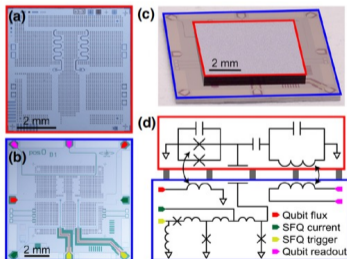 (a)
2 mm
(b)
2 mm
(c)
2 mm
(d)
Qubit flux
SFQ current
SFQ trigger
Qubit readout